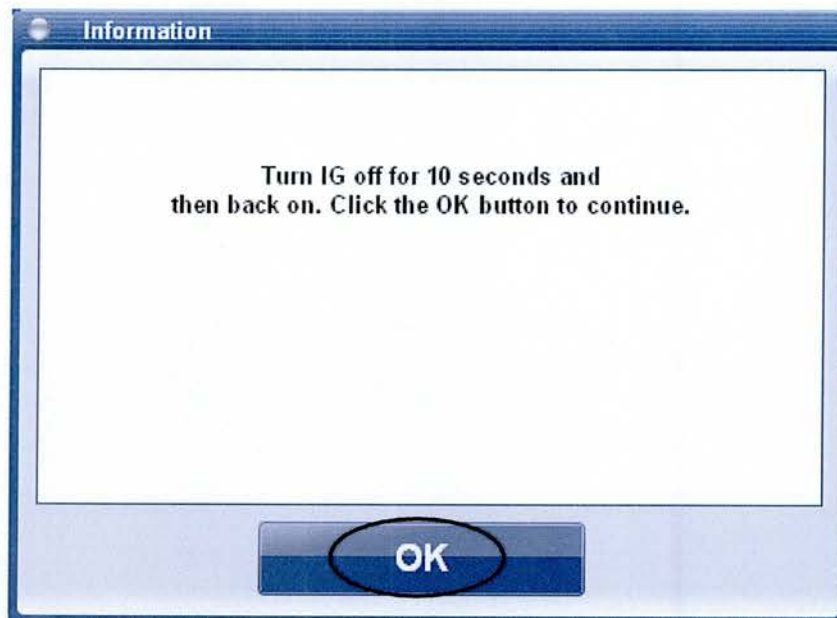 Information
Turn IG off for 10 seconds and
then back on. Click the OK button to continue.
OK